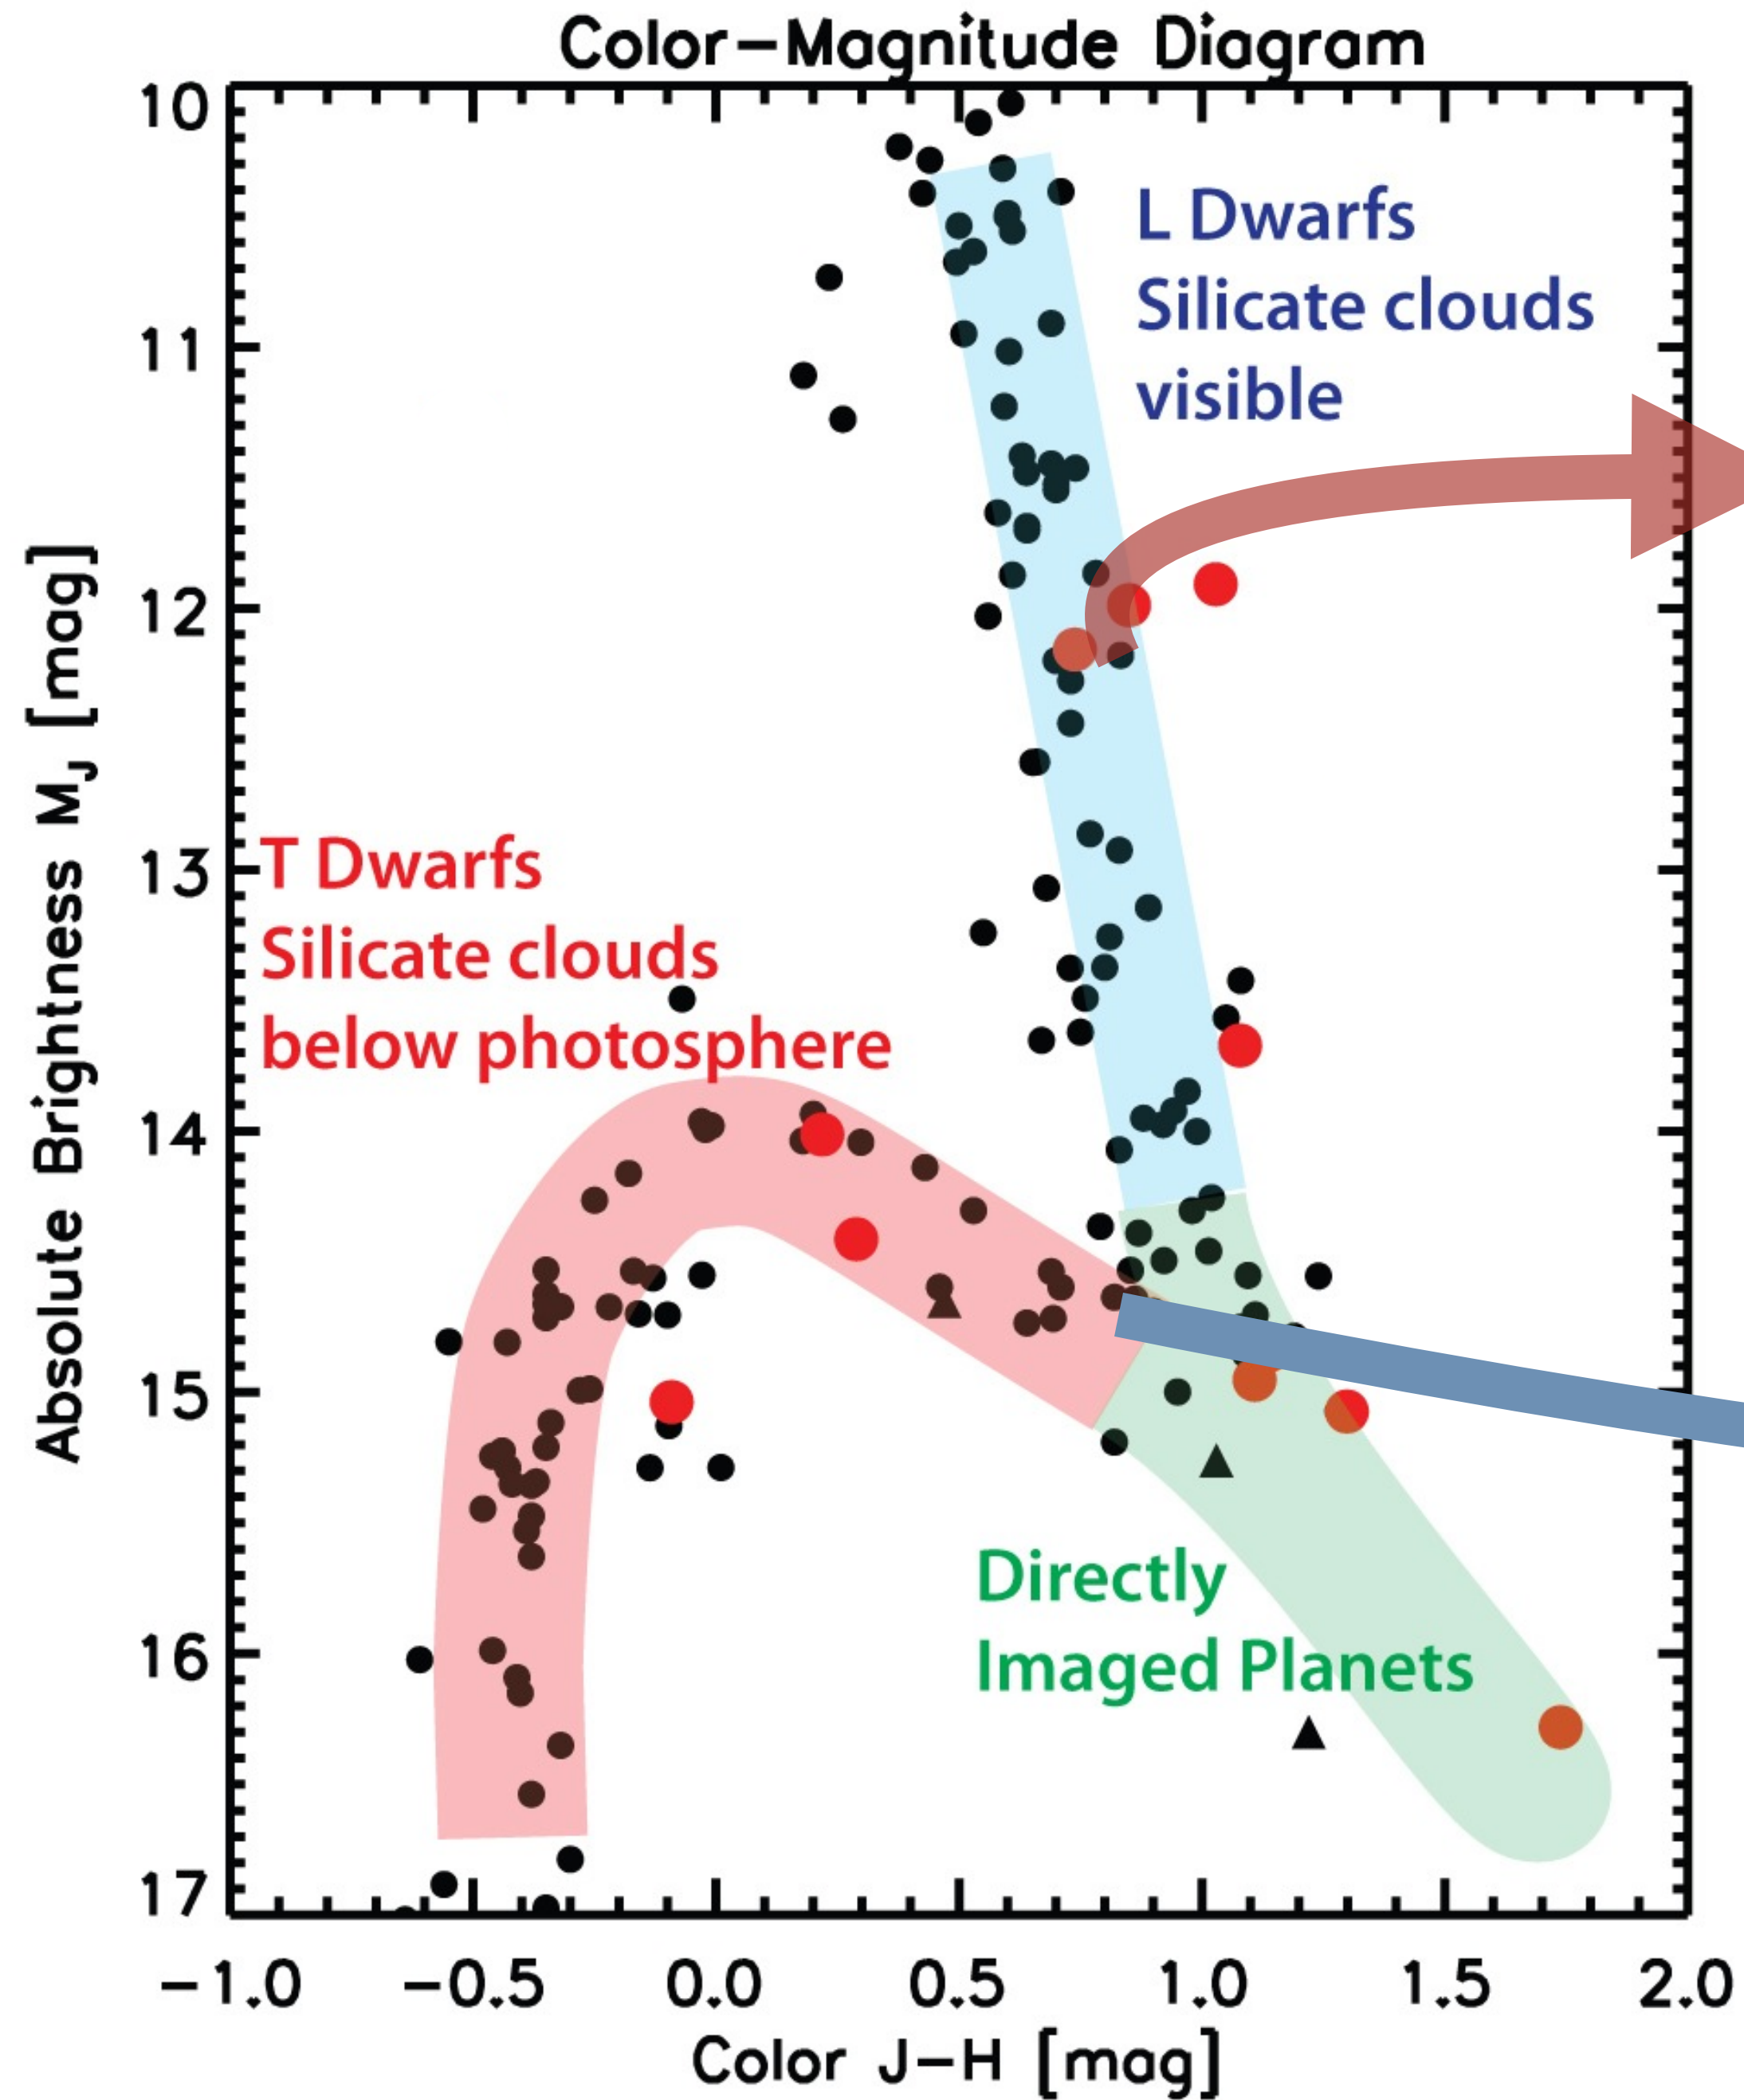 Color-Magnitude Diagram
10
11
12
13
14
15
16
17
Absolute Brightness MJ [mag]
L Dwarfs
Silicate clouds
visible
T Dwarfs
Silicate clouds
below photosphere
Directly
Imaged Planets
-1.0 -0.5 0.0 0.5 1.0 1.5 2.0
Color J-H [mag]